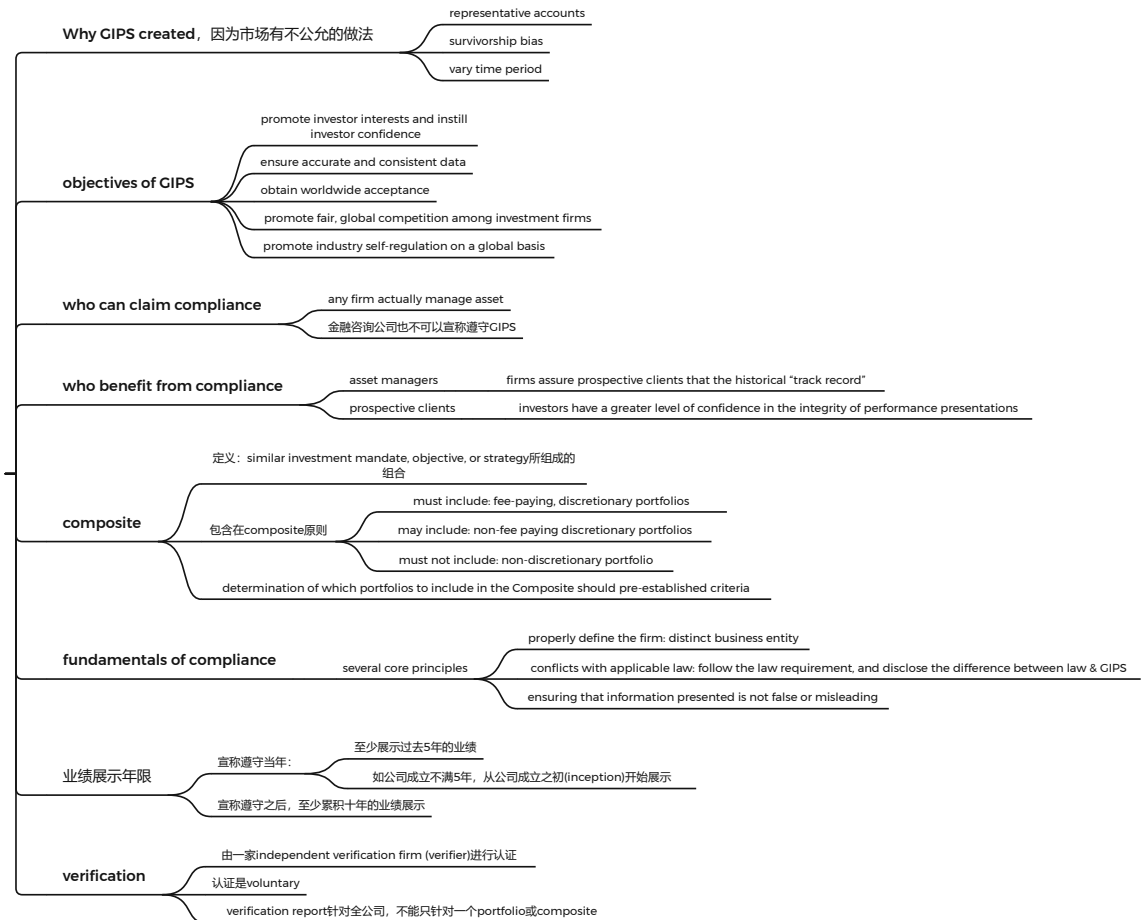 Why GIPS created，因为市场有不公允的做法
representative accounts
survivorship bias
vary time period
objectives of GIPS
promote investor interests and instill
investor confidence
ensure accurate and consistent data
obtain worldwide acceptance
promote fair, global competition among investment firms
promote industry self-regulation on a global basis
who can claim compliance
any firm actually manage asset
金融咨询公司也不可以宣称遵守GIPS
who benefit from compliance
asset managers
firms assure prospective clients that the historical “track record”
prospective clients
investors have a greater level of confidence in the integrity of performance presentations
composite
定义：similar investment mandate, objective, or strategy所组成的
组合
包含在composite原则
must include: fee-paying, discretionary portfolios
may include: non-fee paying discretionary portfolios
must not include: non-discretionary portfolio
determination of which portfolios to include in the Composite should pre-established criteria
fundamentals of compliance
several core principles
properly define the firm: distinct business entity
conflicts with applicable law: follow the law requirement, and disclose the difference between law & GIPS
ensuring that information presented is not false or misleading
业绩展示年限
宣称遵守当年：
至少展示过去5年的业绩
如公司成立不满5年，从公司成立之初(inception)开始展示
宣称遵守之后，至少累积十年的业绩展示
verification
由一家independent verification firm (verifier)进行认证
认证是voluntary
verification report针对全公司，不能只针对一个portfolio或composite